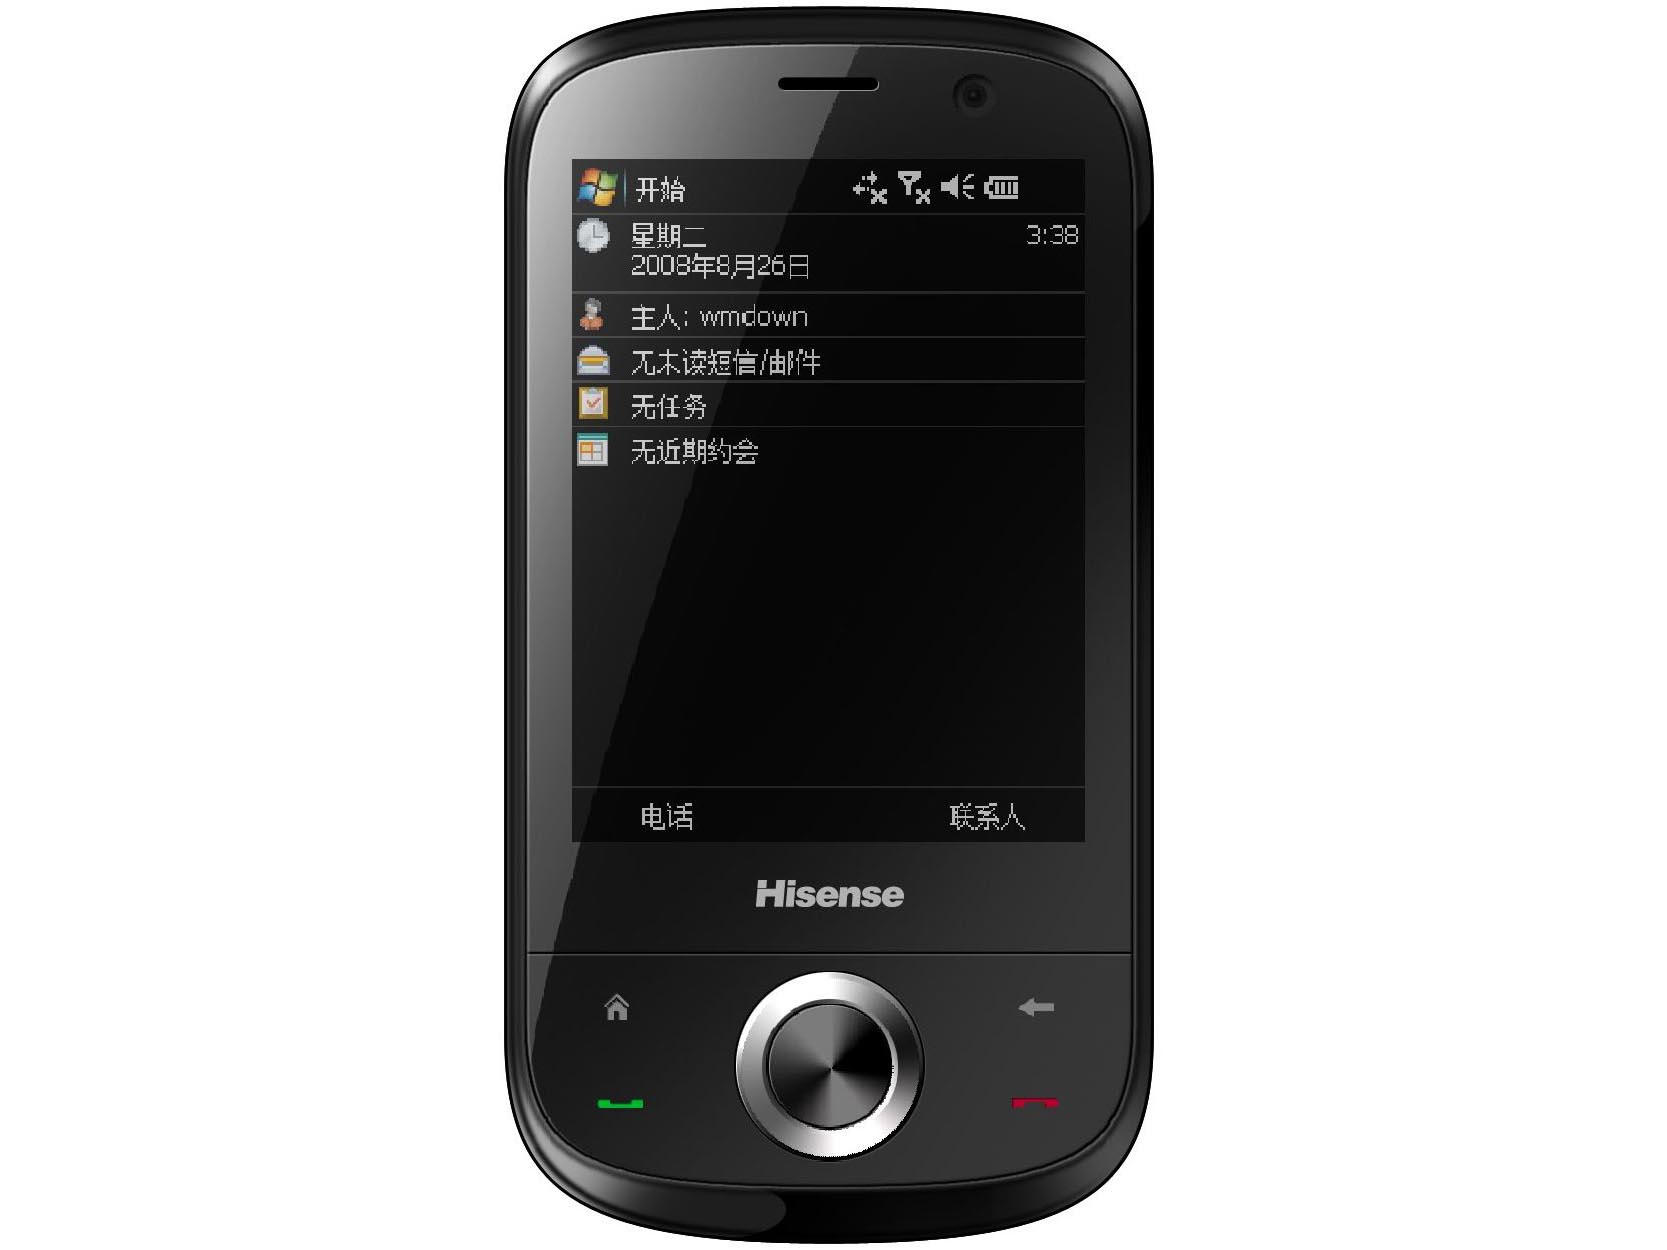 开始
星期二 3:38
2008年8月26日
主人: wmdown
无未读短信/邮件
无任务
无近期约会
电话 联系人
Hisense